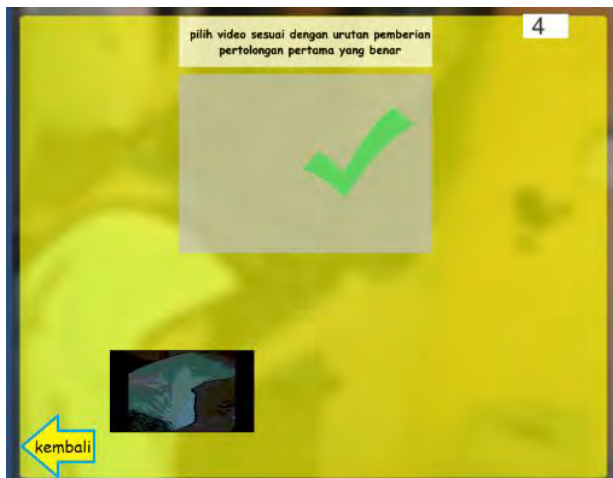 pilih video sesuai dengan urutan pemberian
pertolongan pertama yang benar
4
kembali